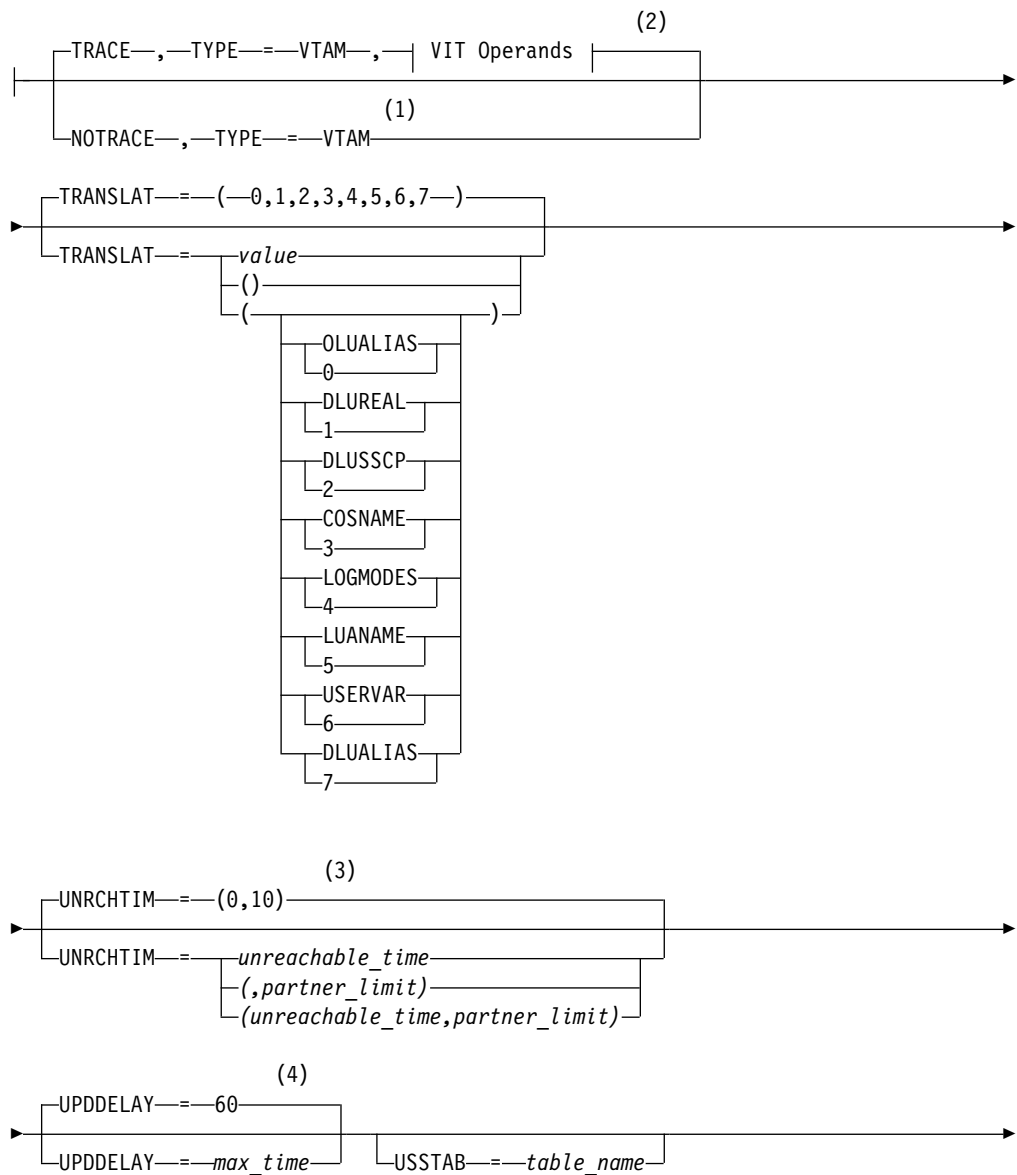 (2)
TRACE , TYPE = VTAM , VIT Operands
(1)
NOTRACE , TYPE = VTAM
TRANSLAT = ( 0,1,2,3,4,5,6,7 )
TRANSLAT = value
()
( )
OLUALIAS
0
DLUREAL
1
DLUSSCP
2
COSNAME
3
LOGMODES
4
LUANAME
5
USERVAR
6
DLUALIAS
7
(3)
UNRCHTIM = (0,10)
UNRCHTIM = unreachable_time
(,partner_limit)
(unreachable_time,partner_limit)
(4)
UPDDELAY = 60
UPDDELAY = max_time USSTAB = table_name